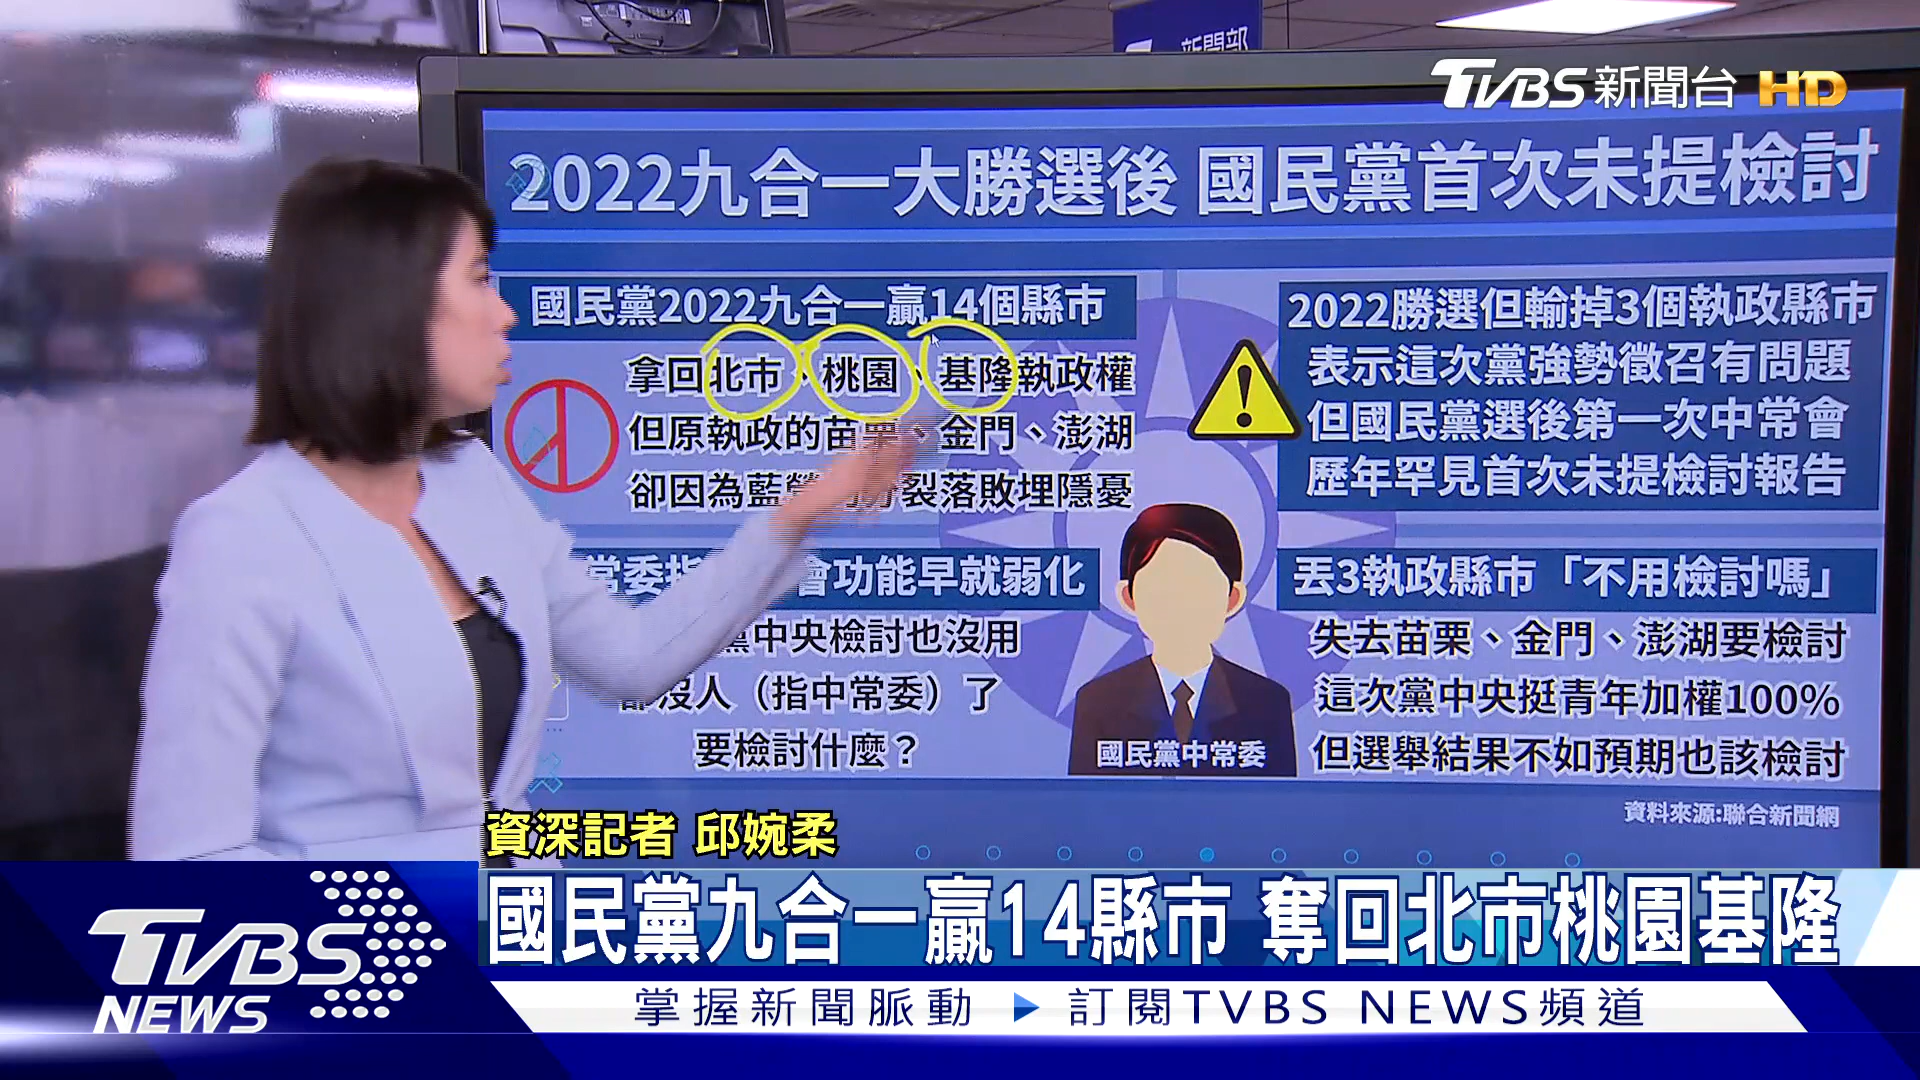 新聞部
TVBS新聞台 HD
2022九合一大勝選後 國民黨首次未提檢討
國民黨2022九合一贏14個縣市
拿回北市、桃園、基隆執政權
但原執政的苗栗、金門、澎湖
卻因為藍營 分裂落敗埋隱憂
2022勝選但輸掉3個執政縣市
表示這次黨強勢徵召有問題
但國民黨選後第一次中常會
歷年罕見首次未提檢討報告
常委指 會功能早就弱化
黨中央檢討也沒用
都沒人（指中常委）了
要檢討什麼？
國民黨中常委
丟3執政縣市「不用檢討嗎」
失去苗栗、金門、澎湖要檢討
這次黨中央挺青年加權100%
但選舉結果不如預期也該檢討
資料來源:聯合新聞網
資深記者 邱婉柔
國民黨九合一贏14縣市 奪回北市桃園基隆
TVBS NEWS
掌握新聞脈動 ▶ 訂閱TVBS NEWS頻道